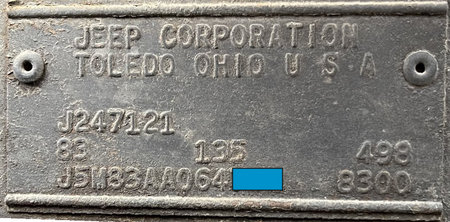 JEEP CORPORATION
TOLEDO OHIO U S A
J247121
83 135 498
J5M83AA064 8300